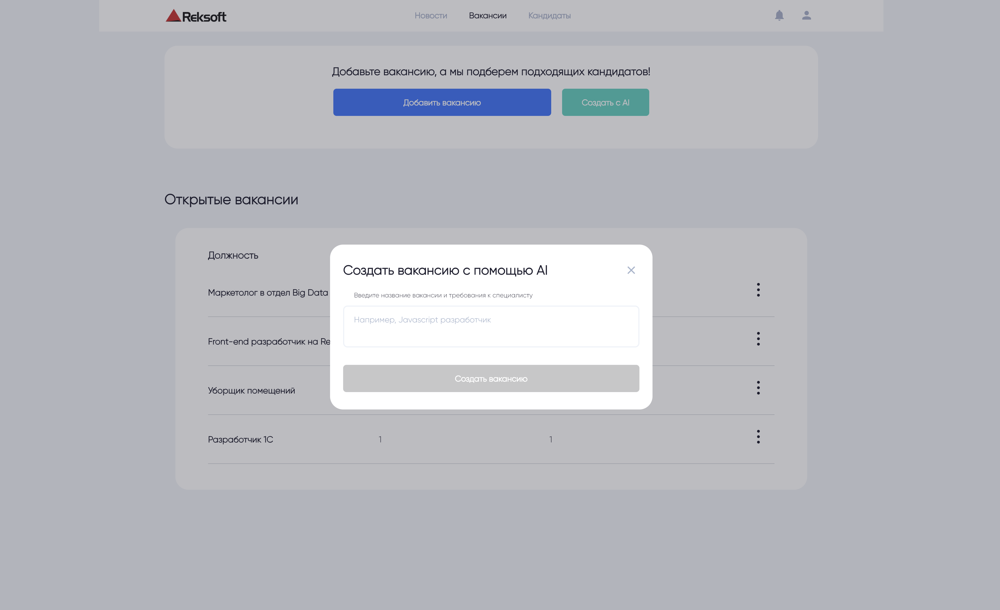 Reksoft
Новости
Вакансии
Кандидаты
Добавьте вакансию, а мы подберем подходящих кандидатов!
Добавить вакансию
Создать с AI
Открытые вакансии
Должность
Создать вакансию с помощью AI
Введите название вакансии и требования к специалисту
Например, Javascript разработчик
Создать вакансию
Маркетолог в отдел Big Data
Front-end разработчик на Re
Уборщик помещений
Разработчик 1С 1 1